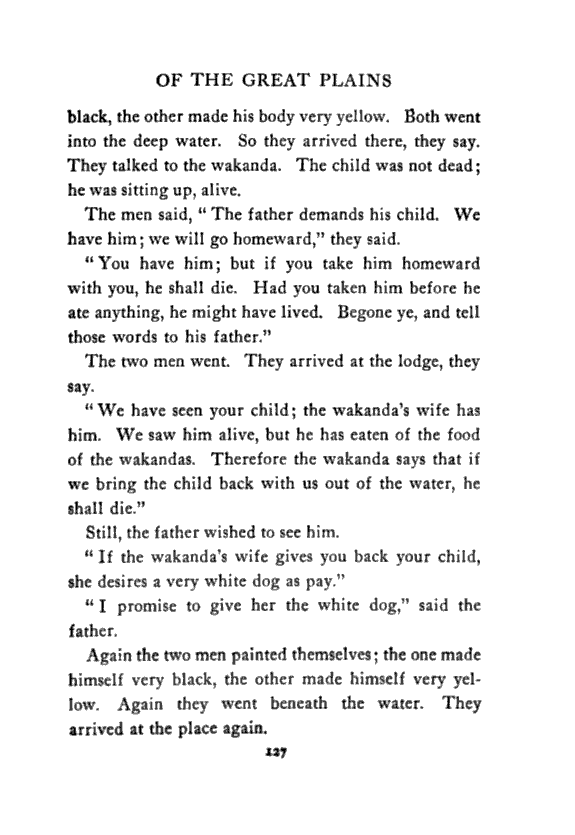 OF THE GREAT PLAINS
black, the other made his body very yellow. Both went
into the deep water. So they arrived there, they say.
They talked to the wakanda. The child was not dead;
he was sitting up, alive.
The men said, “ The father demands his child. We
have him; we will go homeward,” they said.
“ You have him; but if you take him homeward
with you, he shall die. Had you taken him before he
ate anything, he might have lived. Begone ye, and tell
those words to his father.”
The two men went. They arrived at the lodge, they
say.
“ We have seen your child; the wakanda’s wife has
him. We saw him alive, but he has eaten of the food
of the wakandas. Therefore the wakanda says that if
we bring the child back with us out of the water, he
shall die.”
Still, the father wished to see him.
“ If the wakanda’s wife gives you back your child,
she desires a very white dog as pay.”
“ I promise to give her the white dog,” said the
father.
Again the two men painted themselves; the one made
himself very black, the other made himself very yel-
low. Again they went beneath the water. They
arrived at the place again.
127